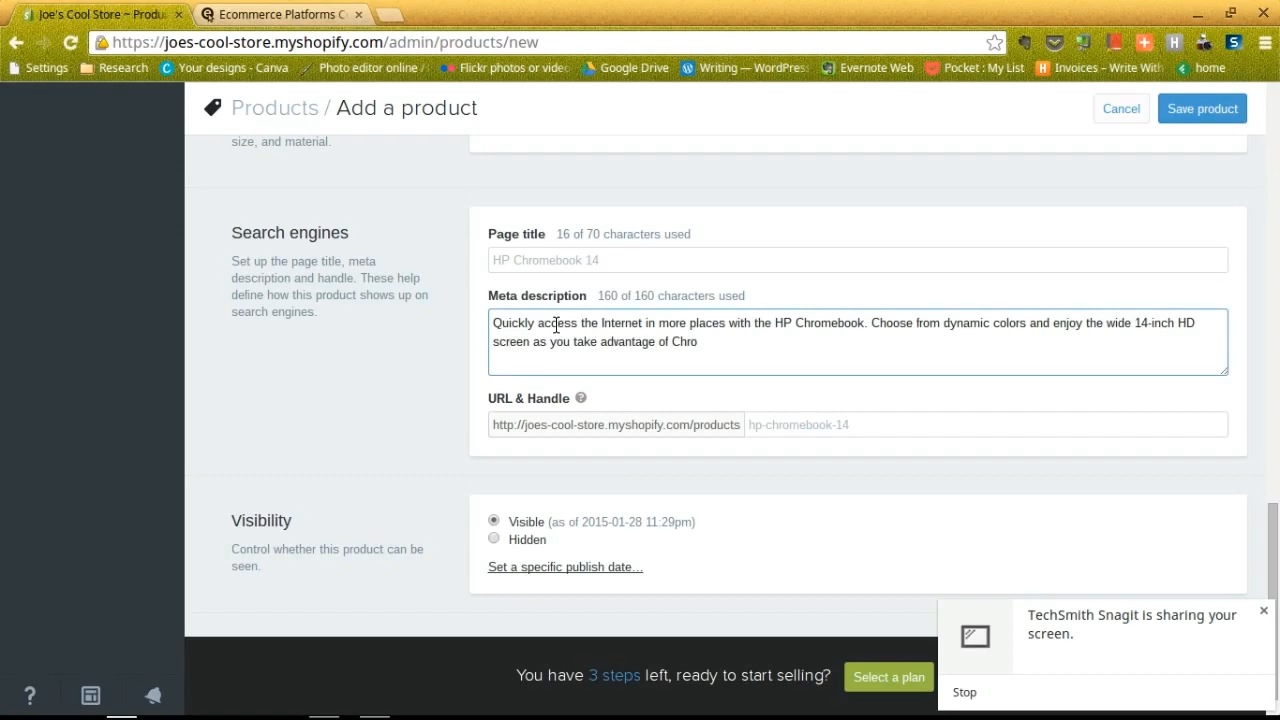 Joe's Cool Store ~ Produ
Ecommerce Platforms C
https://joes-cool-store.myshopify.com/admin/products/new
Settings Research Your designs - Canva Photo editor online / Flickr photos or video Google Drive Writing — WordPres Evernote Web Pocket : My List Invoices – Write With home
Products / Add a product
Cancel
Save product
size, and material.
Search engines
Set up the page title, meta
description and handle. These help
define how this product shows up on
search engines.
Page title 16 of 70 characters used
HP Chromebook 14
Meta description 160 of 160 characters used
Quickly access the Internet in more places with the HP Chromebook. Choose from dynamic colors and enjoy the wide 14-inch HD
screen as you take advantage of Chro
URL & Handle ?
http://joes-cool-store.myshopify.com/products hp-chromebook-14
Visibility
Control whether this product can be
seen.
Visible (as of 2015-01-28 11:29pm)
Hidden
Set a specific publish date…
TechSmith Snagit is sharing your
screen.
Stop
You have 3 steps left, ready to start selling?
Select a plan